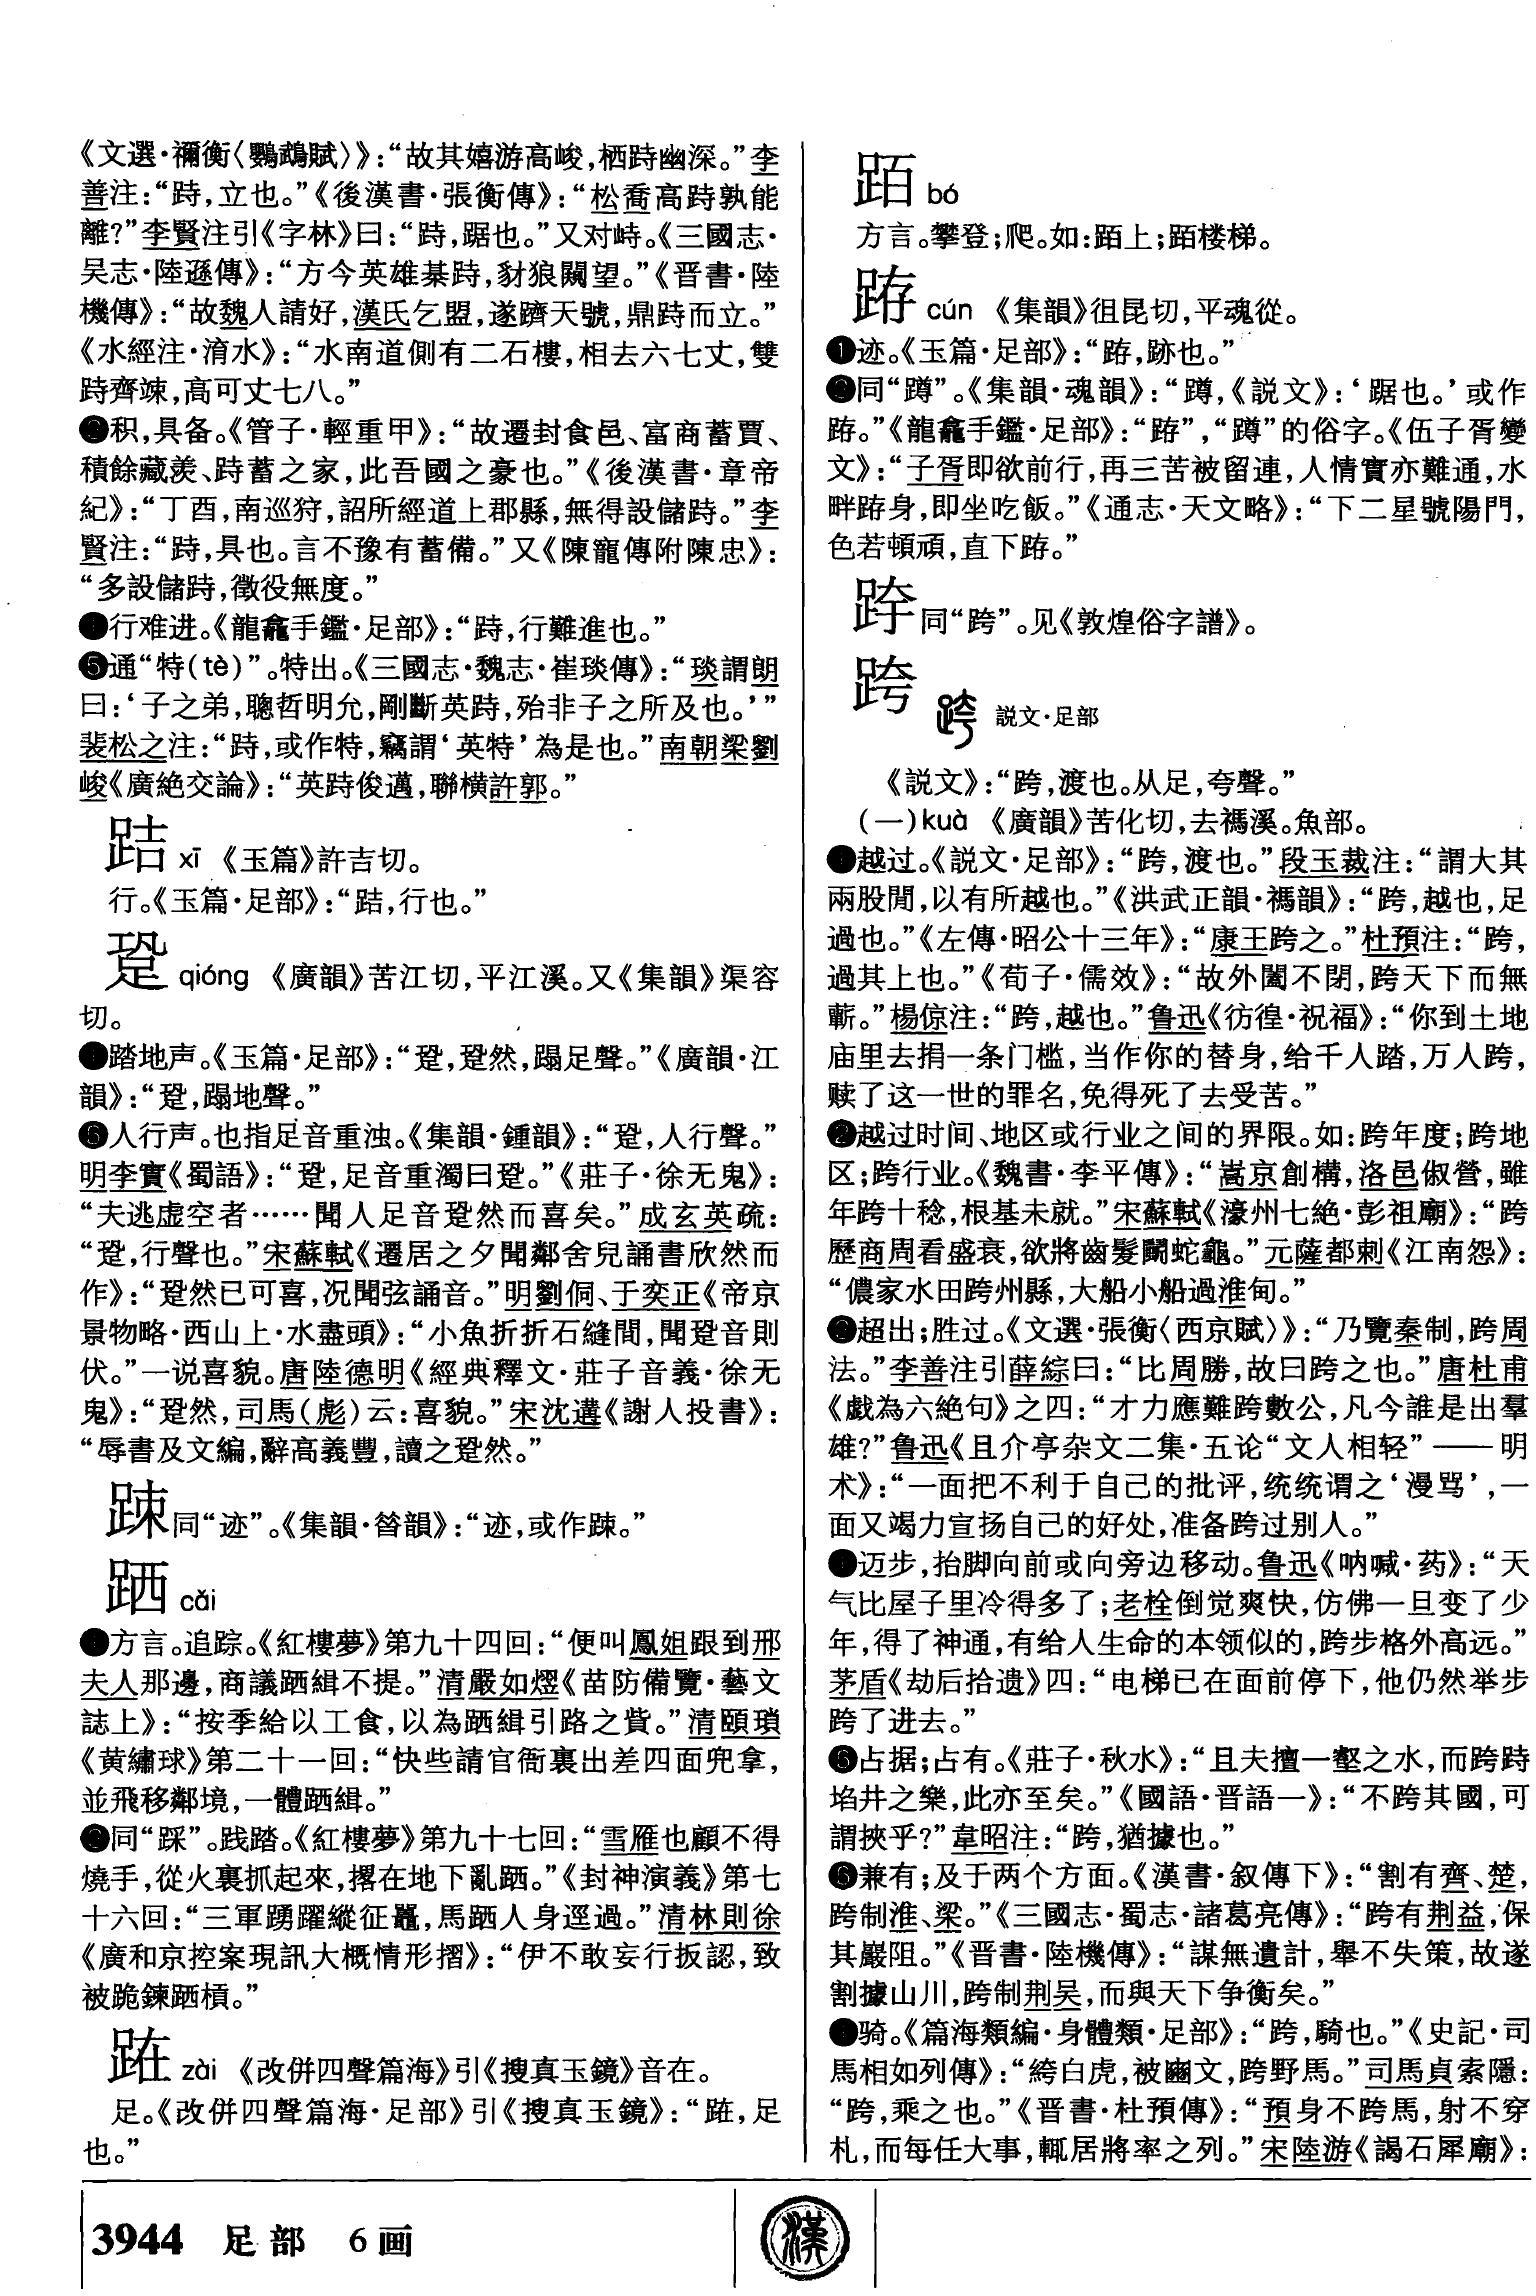 《文選·禰衡〈鸚鵡賦〉》：“故其嬉游高峻，栖跱幽深。”李
善注：“跱，立也。”《後漢書·張衡傳》：“松喬高跱孰能
離？”李賢注引《字林》曰：“跱，踞也。”又对峙。《三國志·
吴志·陸遜傳》：“方今英雄棊跱，豺狼闚望。”《晋書·陸
機傳》：“故魏人請好，漢氏乞盟，遂躋天號，鼎跱而立。”
《水經注·淯水》：“水南道側有二石樓，相去六七丈，雙
跱齊竦，高可丈七八。”
❸积，具备。《管子·輕重甲》：“故遷封食邑、富商蓄賈、
積餘藏羨、跱蓄之家，此吾國之豪也。”《後漢書·章帝
紀》：“丁酉，南巡狩，詔所經道上郡縣，無得設儲跱。”李
賢注：“跱，具也。言不豫有蓄備。”又《陳寵傳附陳忠》：
“多設儲跱，徵役無度。”
❹行难进。《龍龕手鑑·足部》：“跱，行難進也。”
❺通“特（tè）”。特出。《三國志·魏志·崔琰傳》：“琰謂朗
曰：‘子之弟，聰哲明允，剛斷英跱，殆非子之所及也。’”
裴松之注：“跱，或作特，竊謂‘英特’為是也。”南朝梁劉
峻《廣絶交論》：“英跱俊邁，聯横許郭。”
䟖 xī 《玉篇》許吉切。
行。《玉篇·足部》：“䟖，行也。”
跫 qióng 《廣韻》苦江切，平江溪。又《集韻》渠容
切。
❶踏地声。《玉篇·足部》：“跫，跫然，蹋足聲。”《廣韻·江
韻》：“跫，蹋地聲。”
❷人行声。也指足音重浊。《集韻·鍾韻》：“跫，人行聲。”
明李實《蜀語》：“跫，足音重濁曰跫。”《莊子·徐无鬼》：
“夫逃虚空者……聞人足音跫然而喜矣。”成玄英疏：
“跫，行聲也。”宋蘇軾《遷居之夕聞鄰舍兒誦書欣然而
作》：“跫然已可喜，况聞弦誦音。”明劉侗、于奕正《帝京
景物略·西山上·水盡頭》：“小魚折折石縫間，聞跫音則
伏。”一说喜貌。唐陸德明《經典釋文·莊子音義·徐无
鬼》：“跫然，司馬（彪）云：喜貌。”宋沈遘《謝人投書》：
“辱書及文編，辭高義豐，讀之跫然。”
𨂂同“迹”。《集韻·㫺韻》：“迹，或作𨂂。”
跴 cǎi
❶方言。追踪。《紅樓夢》第九十四回：“便叫鳳姐跟到邢
夫人那邊，商議跴緝不提。”清嚴如熤《苗防備覽·藝文
誌上》：“按季給以工食，以為跴緝引路之貲。”清頤瑣
《黄繡球》第二十一回：“快些請官衙裏出差四面兜拿，
並飛移鄰境，一體跴緝。”
❷同“踩”。践踏。《紅樓夢》第九十七回：“雪雁也顧不得
燒手，從火裏抓起來，撂在地下亂跴。”《封神演義》第七
十六回：“三軍踴躍縱征鼉，馬跴人身逕過。”清林則徐
《廣和京控案現訊大概情形摺》：“伊不敢妄行扳認，致
被跪鍊跴槓。”
䟴 zài 《改併四聲篇海》引《搜真玉鏡》音在。
足。《改併四聲篇海·足部》引《搜真玉鏡》：“䟴，足
也。”
䟛 bó
方言。攀登；爬。如：䟛上；䟛楼梯。
𨀛 cún 《集韻》徂昆切，平魂從。
❶迹。《玉篇·足部》：“𨀛，跡也。”
❷同“蹲”。《集韻·魂韻》：“蹲，《説文》：‘踞也。’或作
𨀛。”《龍龕手鑑·足部》：“𨀛”，“蹲”的俗字。《伍子胥變
文》：“子胥即欲前行，再三苦被留連，人情實亦難通，水
畔𨀛身，即坐吃飯。”《通志·天文略》：“下二星號陽門，
色若頓頑，直下𨀛。”
同“跨”。见《敦煌俗字譜》。
跨 説文·足部
《説文》：“跨，渡也。从足，夸聲。”
（一）kuà 《廣韻》苦化切，去禡溪。魚部。
❶越过。《説文·足部》：“跨，渡也。”段玉裁注：“謂大其
兩股閒，以有所越也。”《洪武正韻·禡韻》：“跨，越也，足
過也。”《左傳·昭公十三年》：“康王跨之。”杜預注：“跨，
過其上也。”《荀子·儒效》：“故外闔不閉，跨天下而無
蘄。”楊倞注：“跨，越也。”鲁迅《彷徨·祝福》：“你到土地
庙里去捐一条门槛，当作你的替身，给千人踏，万人跨，
赎了这一世的罪名，免得死了去受苦。”
❷越过时间、地区或行业之间的界限。如：跨年度；跨地
区；跨行业。《魏書·李平傳》：“嵩京創構，洛邑俶營，雖
年跨十稔，根基未就。”宋蘇軾《濠州七絶·彭祖廟》：“跨
歷商周看盛衰，欲將齒髮鬭蛇龜。”元薩都剌《江南怨》：
“儂家水田跨州縣，大船小船過淮甸。”
❸超出；胜过。《文選·張衡〈西京賦〉》：“乃覽秦制，跨周
法。”李善注引薛綜曰：“比周勝，故曰跨之也。”唐杜甫
《戲為六絶句》之四：“才力應難跨數公，凡今誰是出羣
雄？”鲁迅《且介亭杂文二集·五论“文人相轻”——明
术》：“一面把不利于自己的批评，统统谓之‘漫骂’，一
面又竭力宣扬自己的好处，准备跨过别人。”
❹迈步，抬脚向前或向旁边移动。鲁迅《呐喊·药》：“天
气比屋子里冷得多了；老栓倒觉爽快，仿佛一旦变了少
年，得了神通，有给人生命的本领似的，跨步格外高远。”
茅盾《劫后拾遗》四：“电梯已在面前停下，他仍然举步
跨了进去。”
❺占据；占有。《莊子·秋水》：“且夫擅一壑之水，而跨跱
埳井之樂，此亦至矣。”《國語·晋語一》：“不跨其國，可
謂挾乎？”韋昭注：“跨，猶據也。”
❻兼有；及于两个方面。《漢書·叙傳下》：“割有齊、楚，
跨制淮、梁。”《三國志·蜀志·諸葛亮傳》：“跨有荆益，保
其巖阻。”《晋書·陸機傳》：“謀無遺計，舉不失策，故遂
割據山川，跨制荆吴，而與天下争衡矣。”
❼骑。《篇海類編·身體類·足部》：“跨，騎也。”《史記·司
馬相如列傳》：“絝白虎，被豳文，跨野馬。”司馬貞索隱：
“跨，乘之也。”《晋書·杜預傳》：“預身不跨馬，射不穿
札，而每任大事，輒居將率之列。”宋陸游《謁石犀廟》：
3944 足部 6画
漢